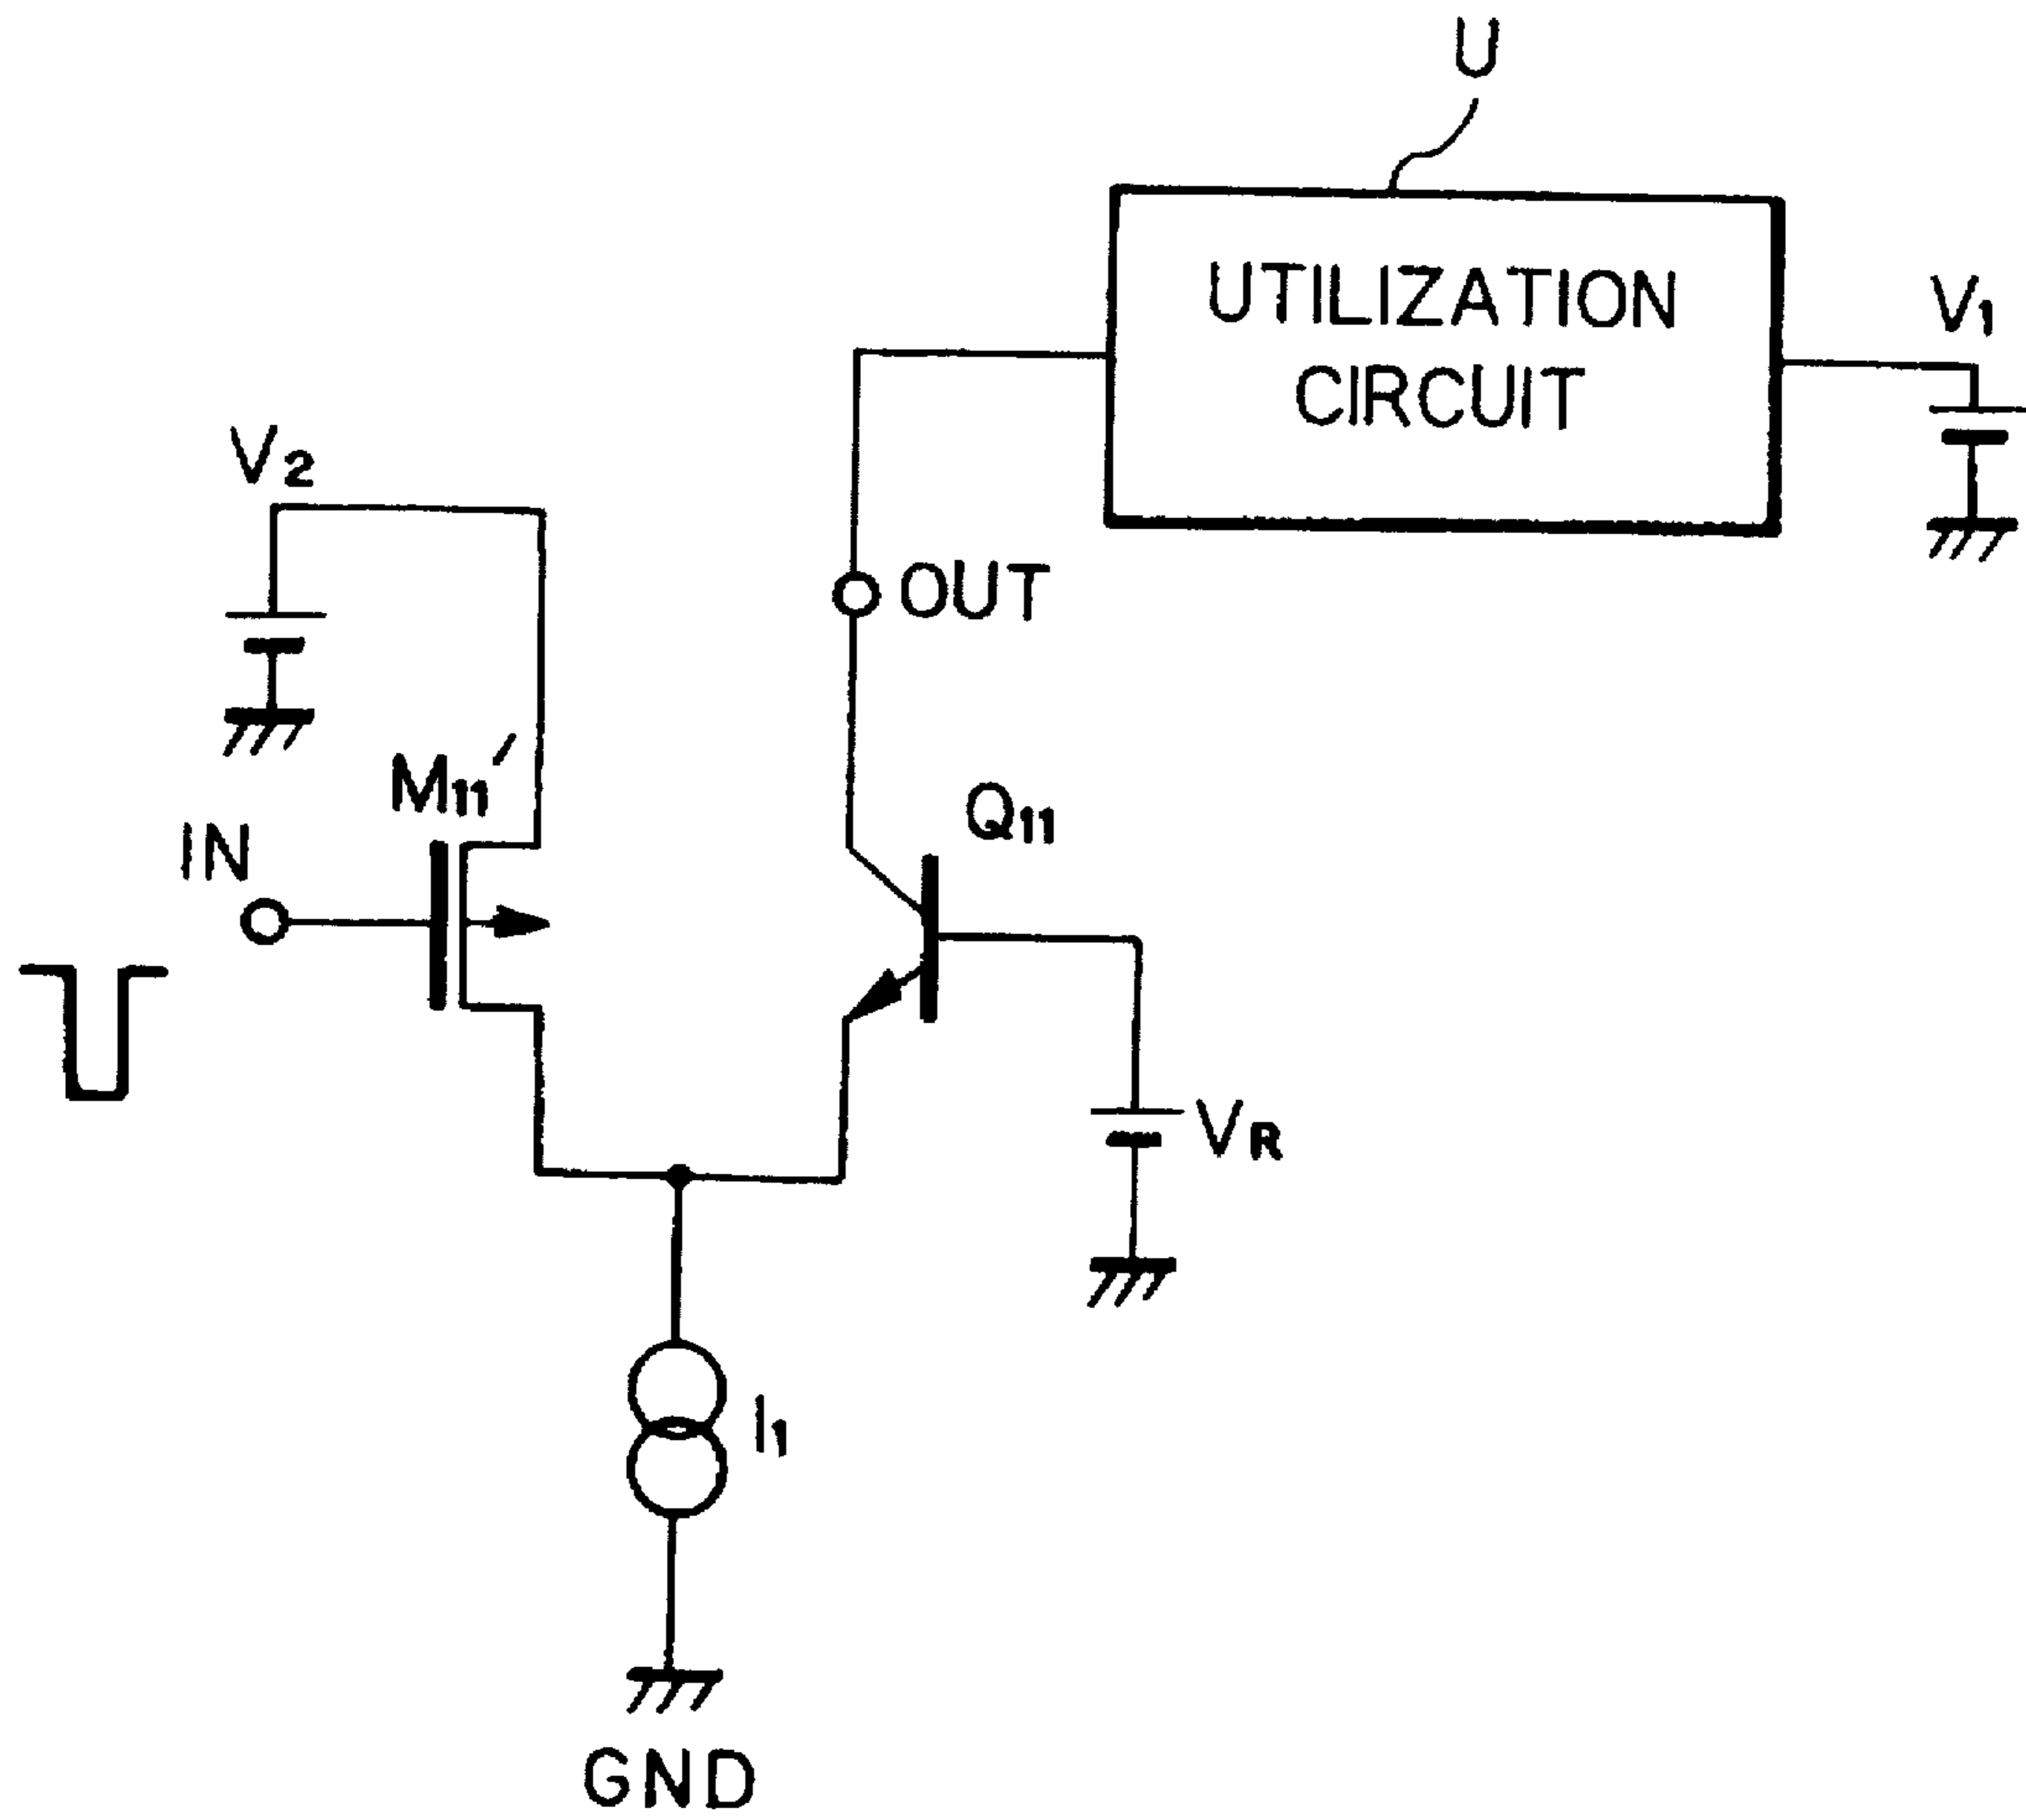 U
UTILIZATION
CIRCUIT
V1
V2
OUT
M11'
Q11
IN
VR
I1
GND